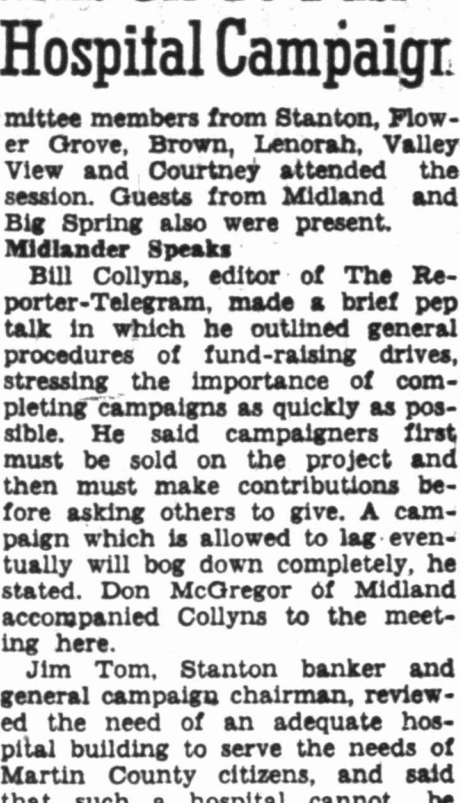 Hospital Campaign
mittee members from Stanton, Flow-
er Grove, Brown, Lenorah, Valley
View and Courtney attended the
session. Guests from Midland and
Big Spring also were present.
Midlander Speaks
Bill Collyns, editor of The Re-
porter-Telegram, made a brief pep
talk in which he outlined general
procedures of fund-raising drives,
stressing the importance of com-
pleting campaigns as quickly as pos-
sible. He said campaigners first
must be sold on the project and
then must make contributions be-
fore asking others to give. A cam-
paign which is allowed to lag even-
tually will bog down completely, he
stated. Don McGregor of Midland
accompanied Collyns to the meet-
ing here.
Jim Tom, Stanton banker and
general campaign chairman, review-
ed the need of an adequate hos-
pital building to serve the needs of
Martin County citizens, and said
that such a hospital cannot be